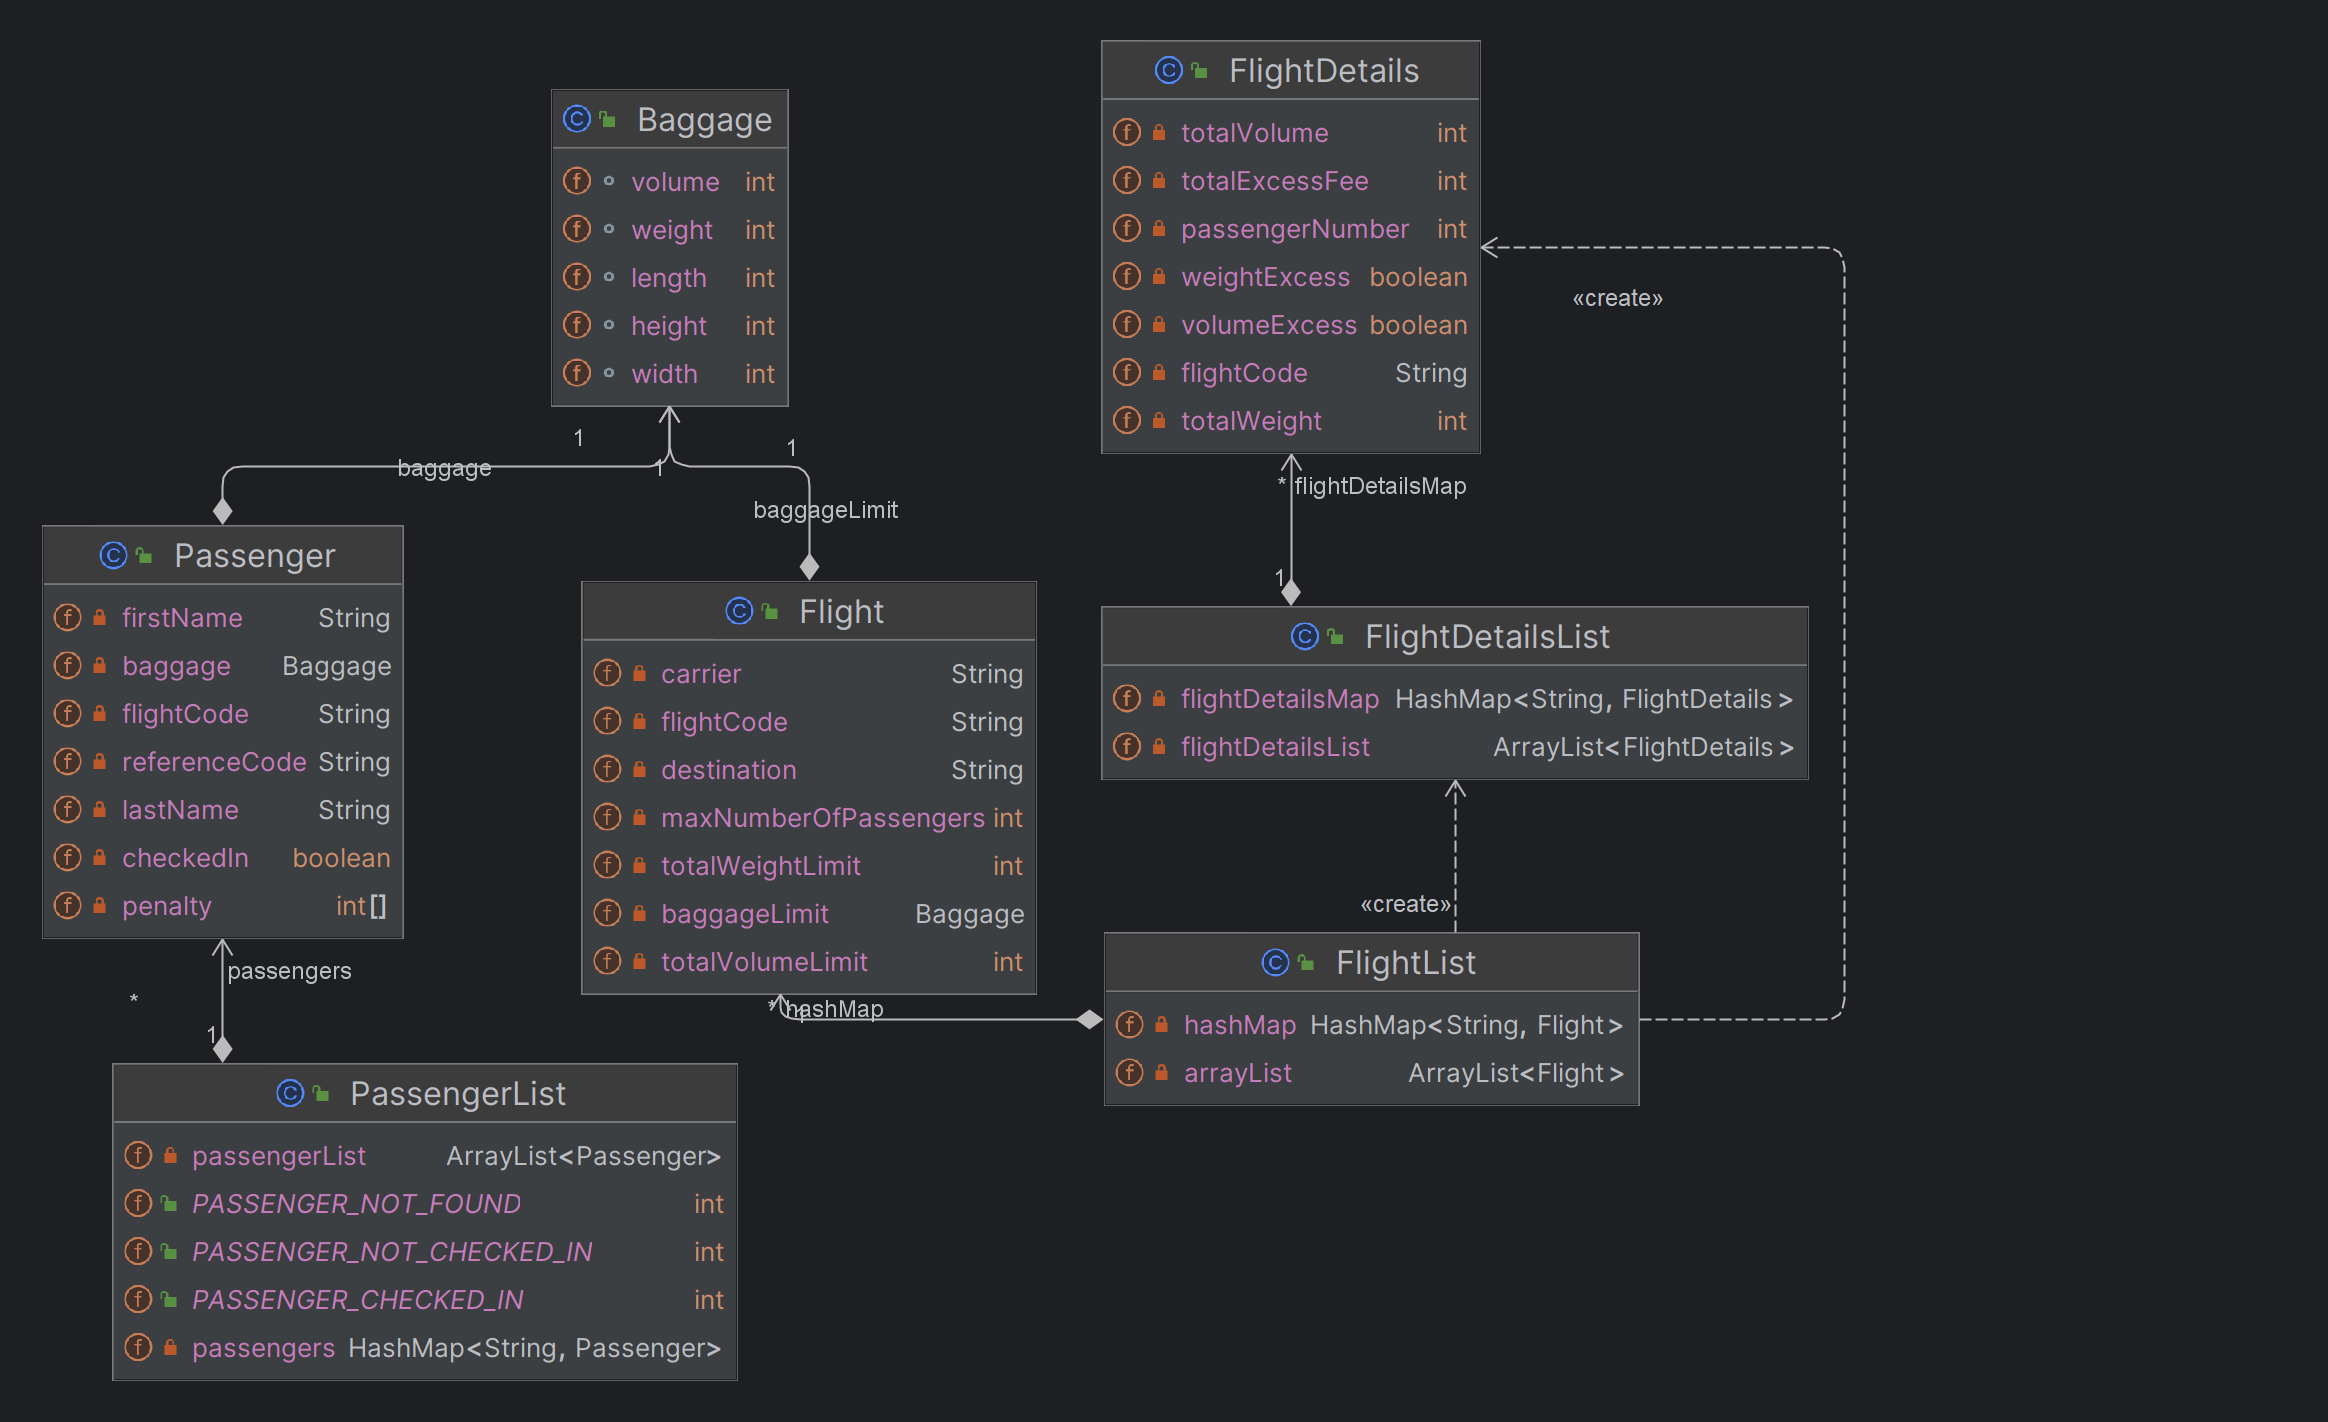 Baggage
volume int
weight int
length int
height int
width int
FlightDetails
totalVolume int
totalExcessFee int
passengerNumber int
weightExcess boolean
volumeExcess boolean
flightCode String
totalWeight int
«create»
1
baggage
1
1
baggageLimit
* flightDetailsMap
1
Passenger
firstName String
baggage Baggage
flightCode String
referenceCode String
lastName String
checkedIn boolean
penalty int[]
Flight
carrier String
flightCode String
destination String
maxNumberOfPassengers int
totalWeightLimit int
baggageLimit Baggage
totalVolumeLimit int
FlightDetailsList
flightDetailsMap HashMap<String, FlightDetails>
flightDetailsList ArrayList<FlightDetails>
«create»
passengers
*
1
* hashMap
1
FlightList
hashMap HashMap<String, Flight>
arrayList ArrayList<Flight>
PassengerList
passengerList ArrayList<Passenger>
PASSENGER_NOT_FOUND int
PASSENGER_NOT_CHECKED_IN int
PASSENGER_CHECKED_IN int
passengers HashMap<String, Passenger>